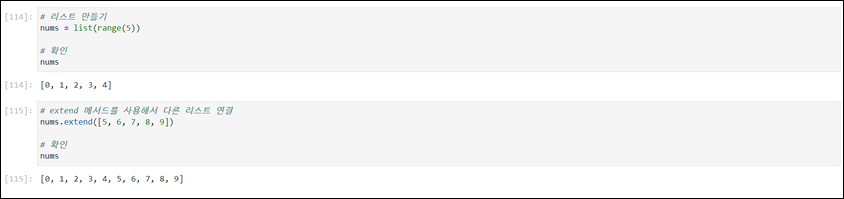 [114]: # 리스트 만들기
nums = list(range(5))
# 확인
nums
[114]: [0, 1, 2, 3, 4]
[115]: # extend 메서드를 사용해서 다른 리스트 연결
nums.extend([5, 6, 7, 8, 9])
# 확인
nums
[115]: [0, 1, 2, 3, 4, 5, 6, 7, 8, 9]